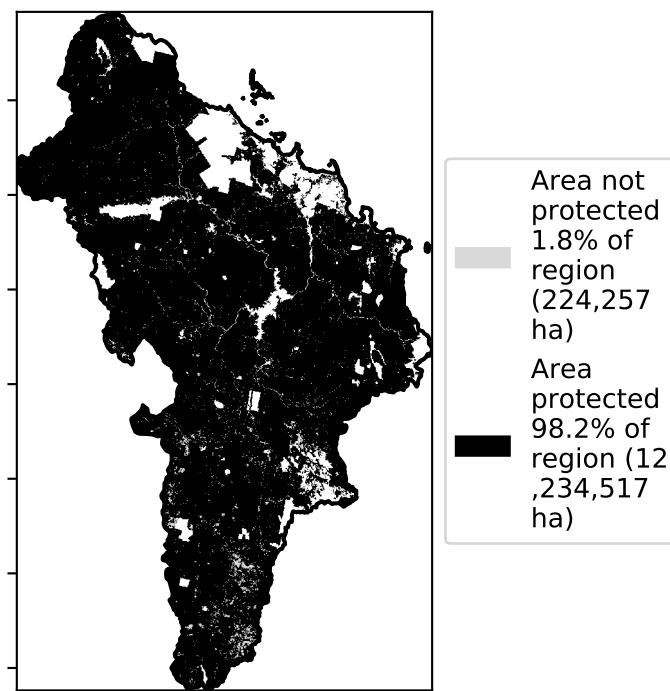 Area not
protected
1.8% of
region
(224,257
ha)
Area
protected
98.2% of
region (12
,234,517
ha)